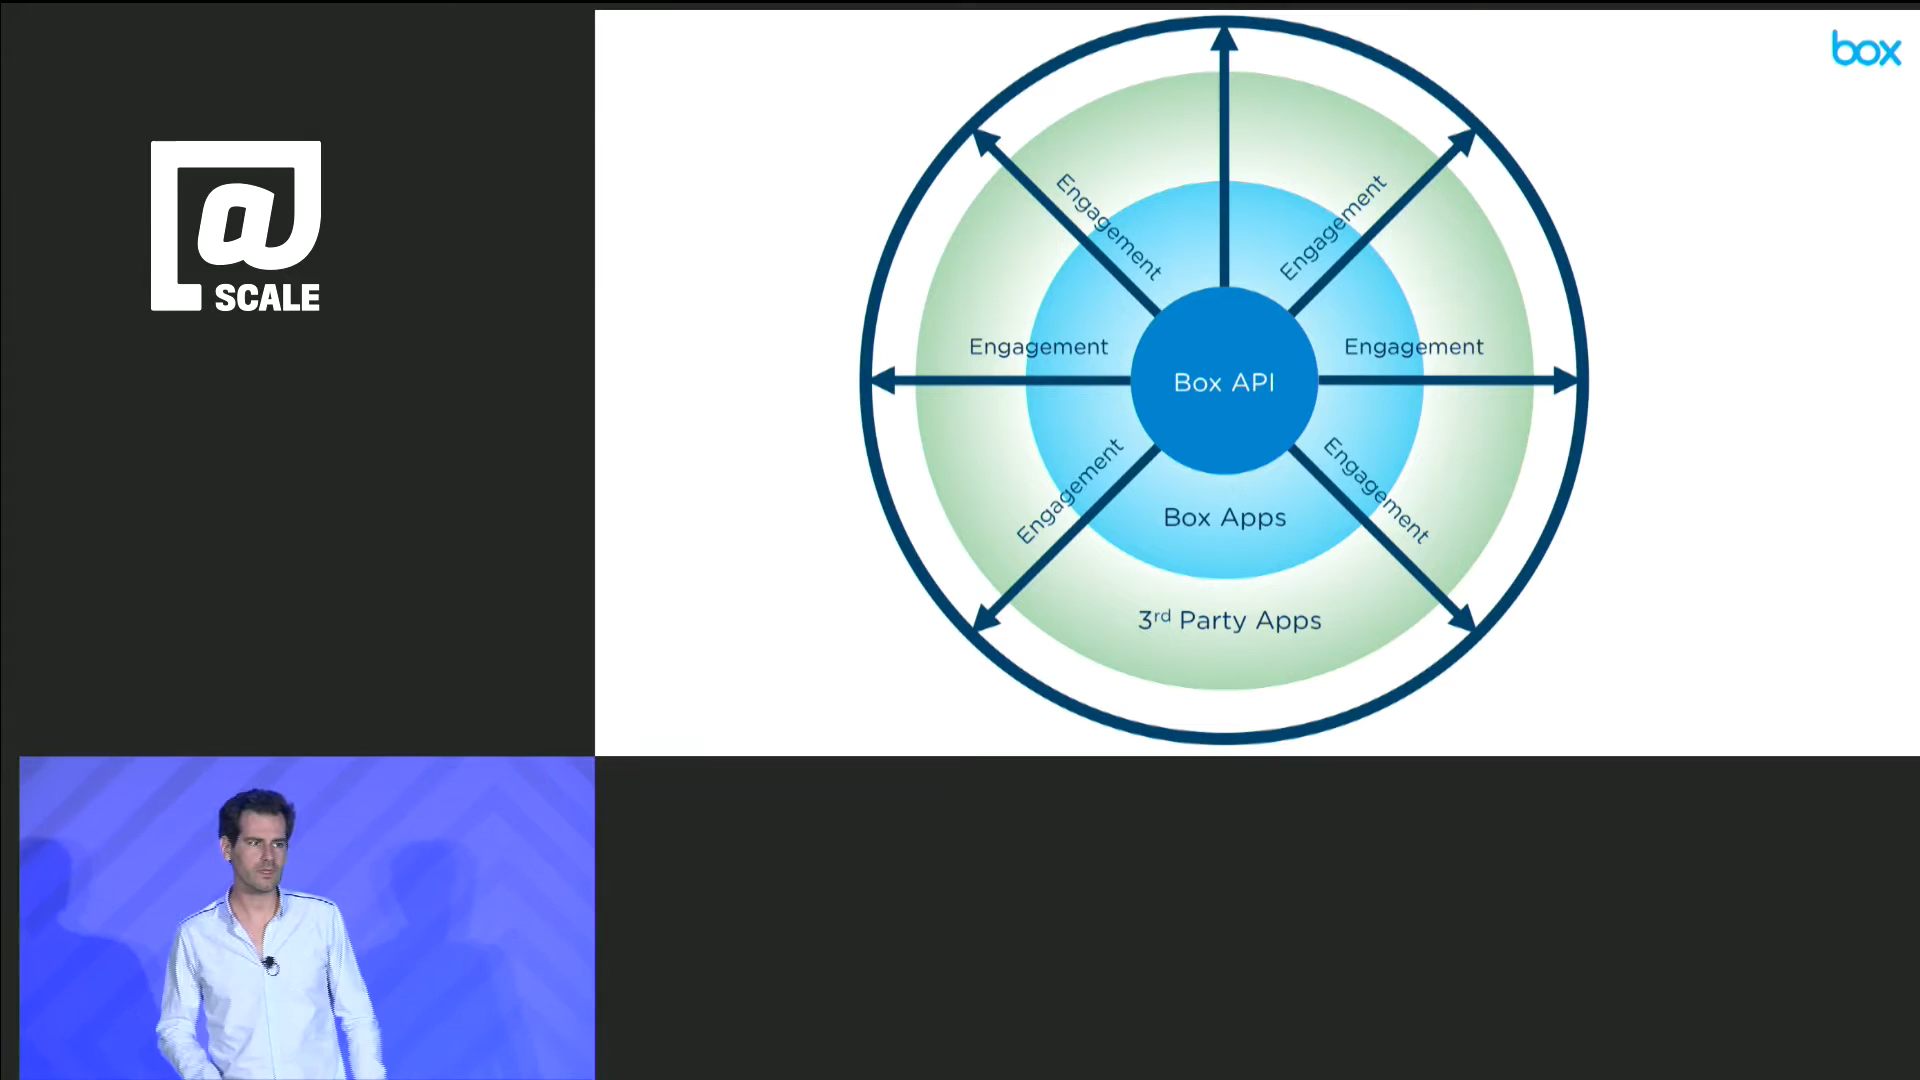 @
SCALE
box
Engagement
Engagement
Engagement
Engagement
Box API
Engagement
Engagement
Box Apps
3rd Party Apps